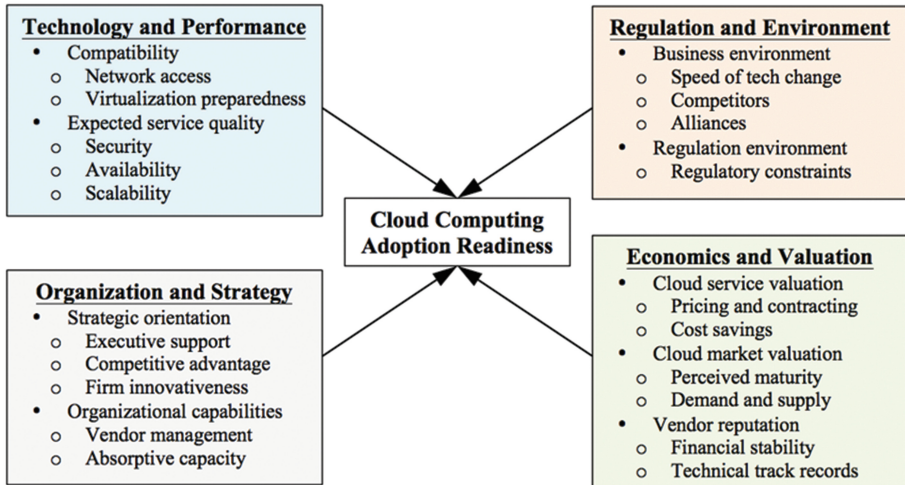 Technology and Performance
• Compatibility
o Network access
o Virtualization preparedness
• Expected service quality
o Security
o Availability
o Scalability
Regulation and Environment
• Business environment
o Speed of tech change
o Competitors
o Alliances
• Regulation environment
o Regulatory constraints
Cloud Computing
Adoption Readiness
Organization and Strategy
• Strategic orientation
o Executive support
o Competitive advantage
o Firm innovativeness
• Organizational capabilities
o Vendor management
o Absorptive capacity
Economics and Valuation
• Cloud service valuation
o Pricing and contracting
o Cost savings
• Cloud market valuation
o Perceived maturity
o Demand and supply
• Vendor reputation
o Financial stability
o Technical track records